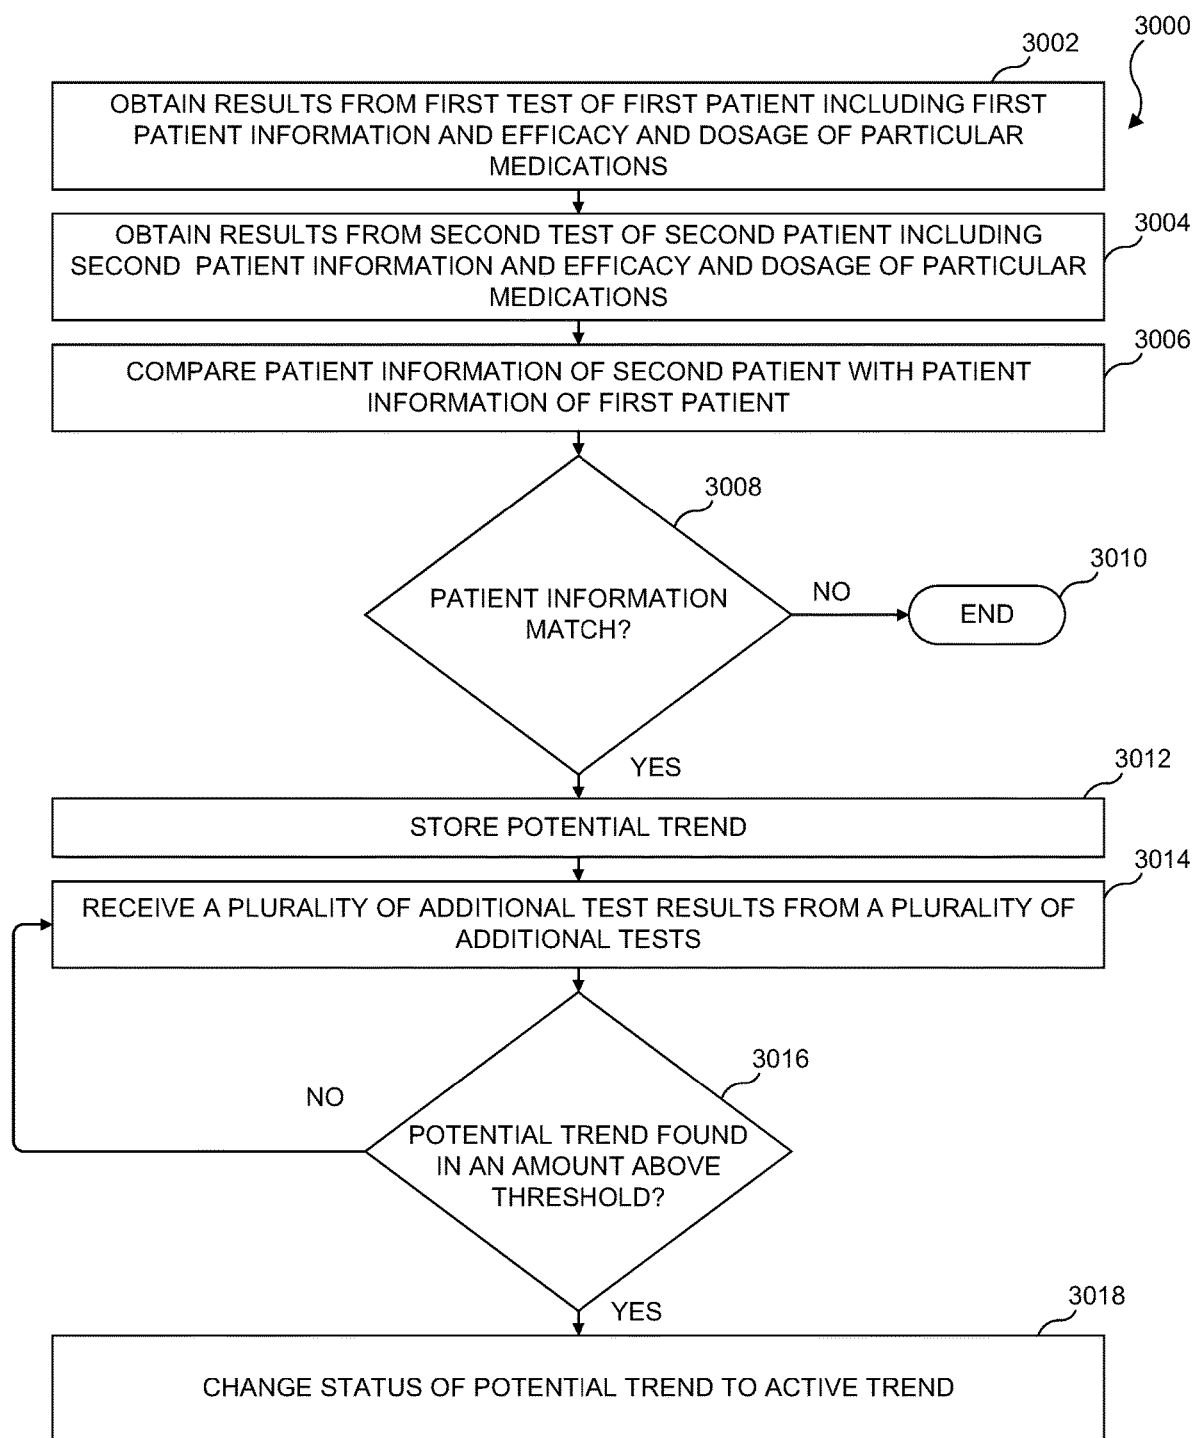 3000
3002
OBTAIN RESULTS FROM FIRST TEST OF FIRST PATIENT INCLUDING FIRST
PATIENT INFORMATION AND EFFICACY AND DOSAGE OF PARTICULAR
MEDICATIONS
3004
OBTAIN RESULTS FROM SECOND TEST OF SECOND PATIENT INCLUDING
SECOND PATIENT INFORMATION AND EFFICACY AND DOSAGE OF PARTICULAR
MEDICATIONS
3006
COMPARE PATIENT INFORMATION OF SECOND PATIENT WITH PATIENT
INFORMATION OF FIRST PATIENT
3008
PATIENT INFORMATION
MATCH?
NO
3010
END
YES
3012
STORE POTENTIAL TREND
3014
RECEIVE A PLURALITY OF ADDITIONAL TEST RESULTS FROM A PLURALITY OF
ADDITIONAL TESTS
3016
NO
POTENTIAL TREND FOUND
IN AN AMOUNT ABOVE
THRESHOLD?
YES
3018
CHANGE STATUS OF POTENTIAL TREND TO ACTIVE TREND